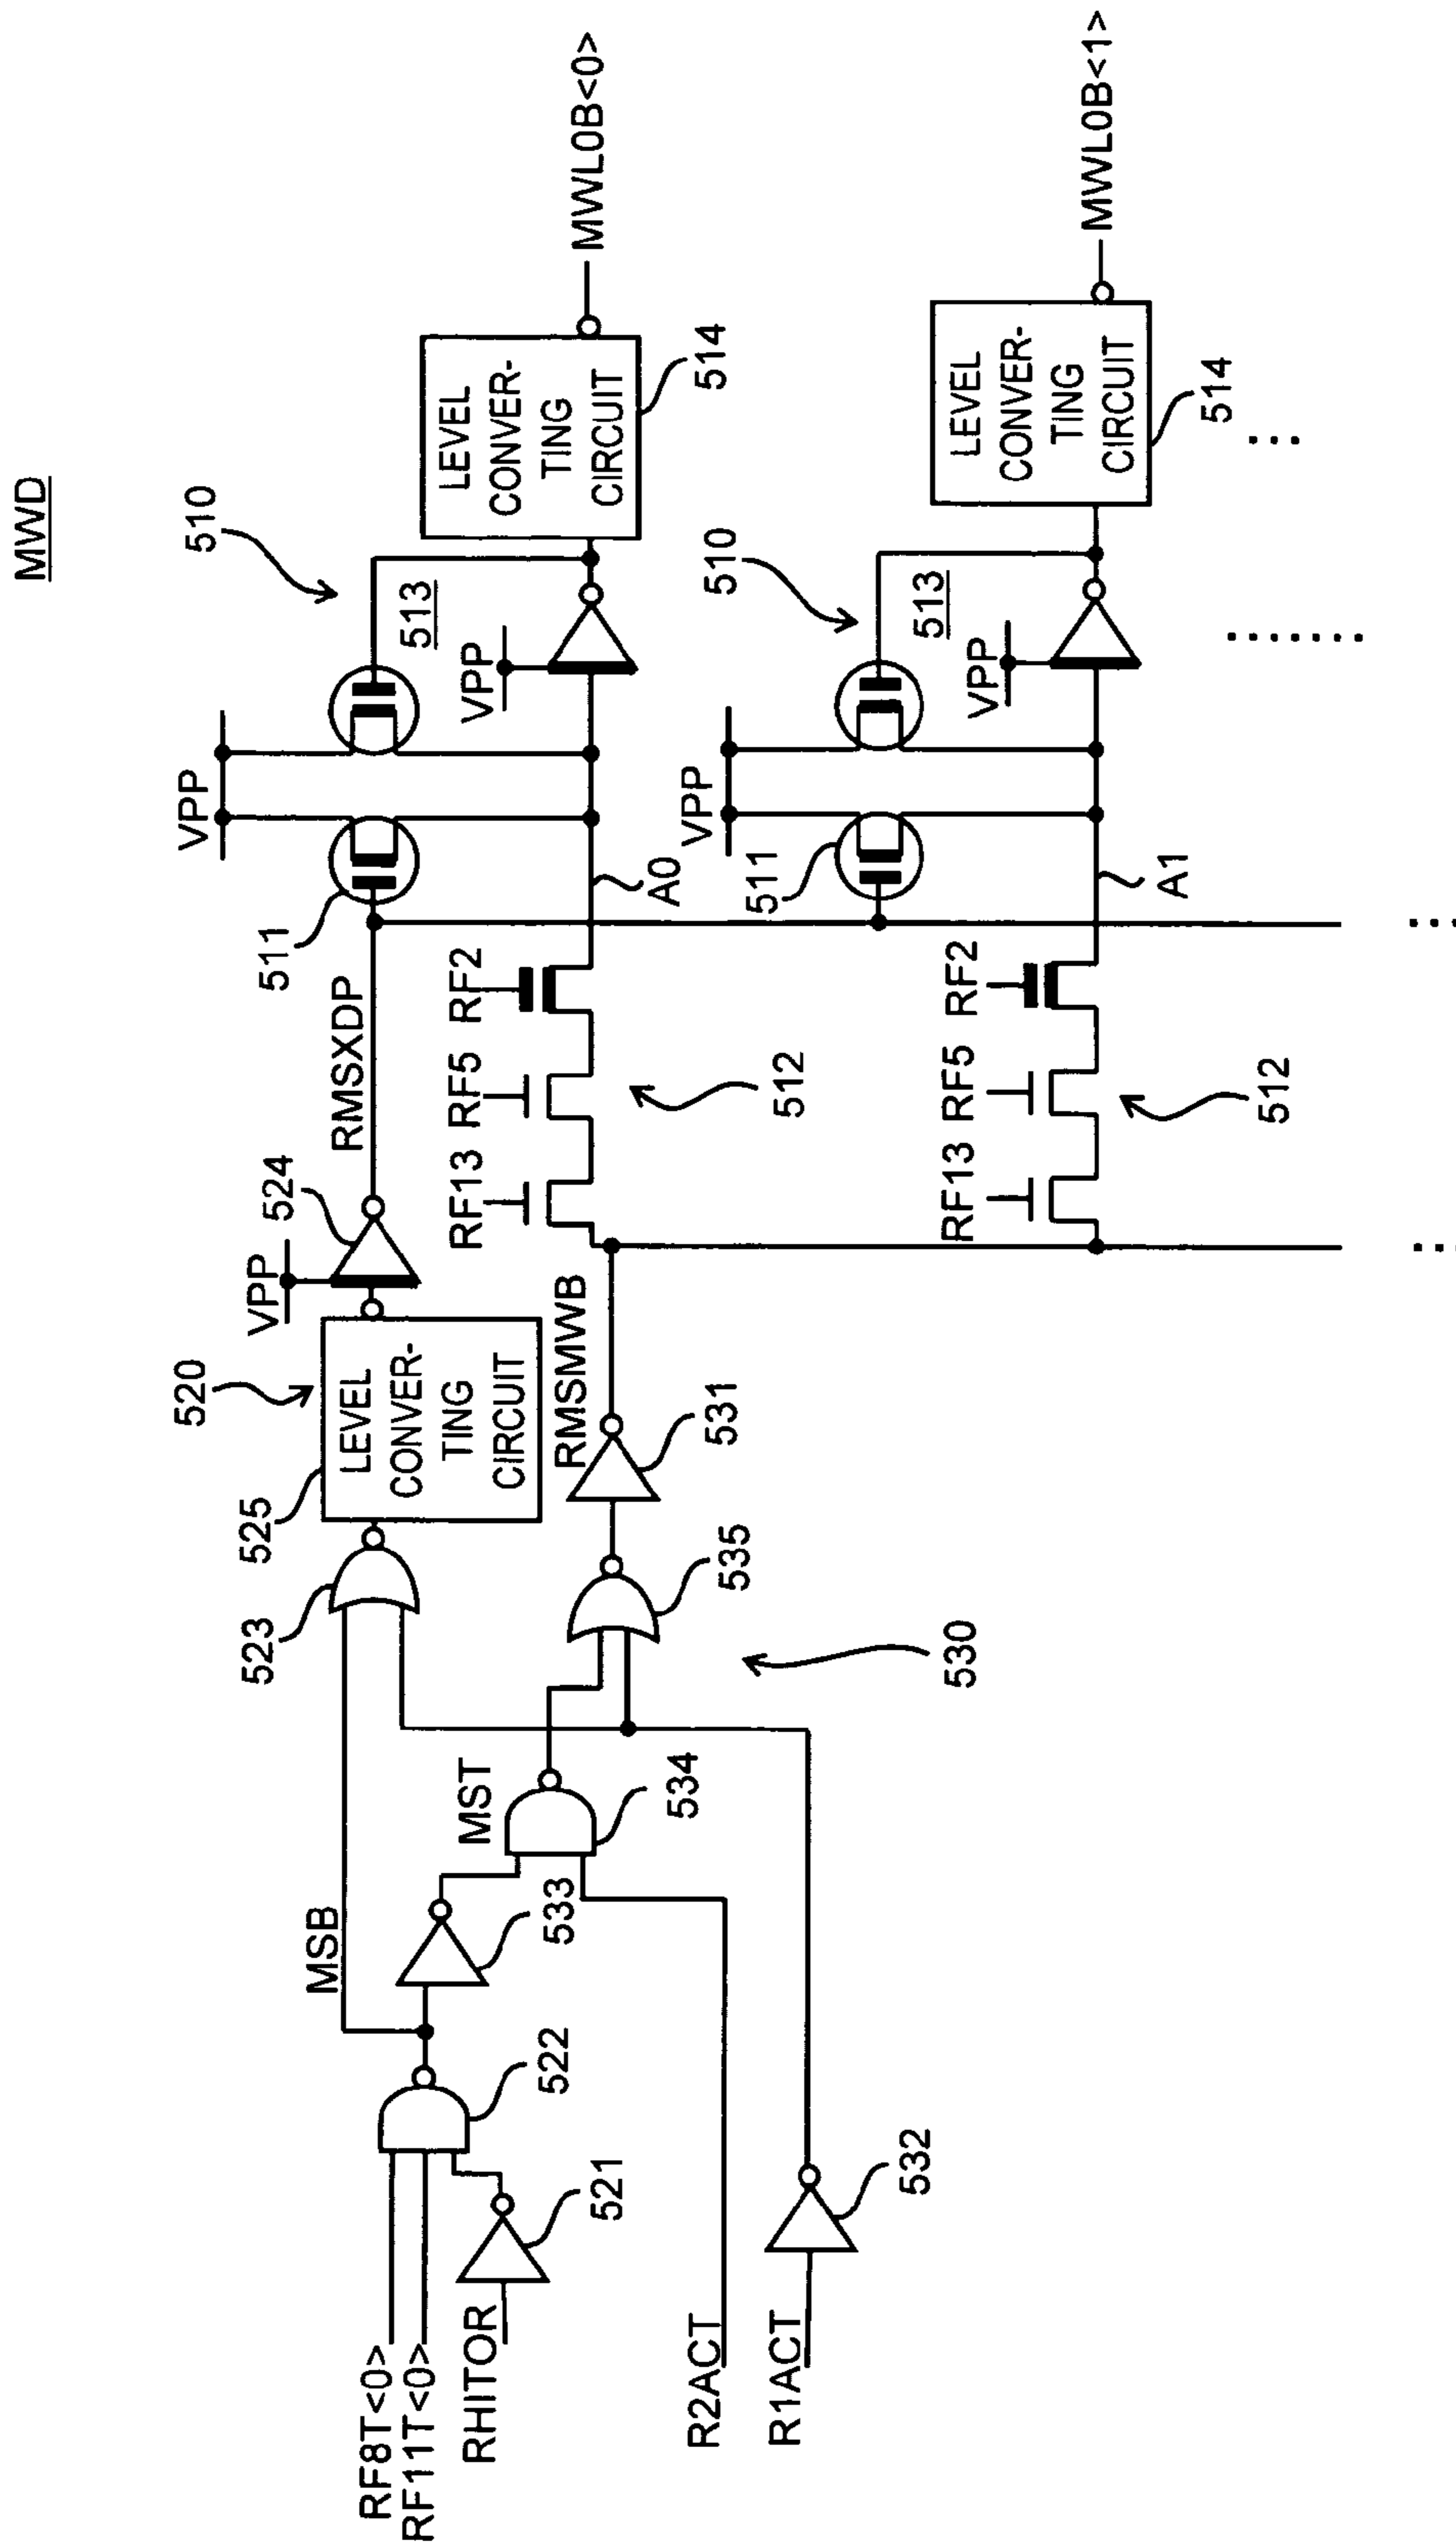 MWD
510
VPP
513
VPP
LEVEL
CONVER-
TING
CIRCUIT
514
MWL0B<0>
511
RMSXDP
A0
RF13
RF5
RF2
512
510
VPP
513
VPP
LEVEL
CONVER-
TING
CIRCUIT
514
MWL0B<1>
511
A1
RF13
RF5
RF2
512
520
VPP
524
525
LEVEL
CONVER-
TING
CIRCUIT
523
RMSMWB
531
535
530
MSB
MST
533
534
522
521
532
RF8T<0>
RF11T<0>
RHITOR
R2ACT
R1ACT